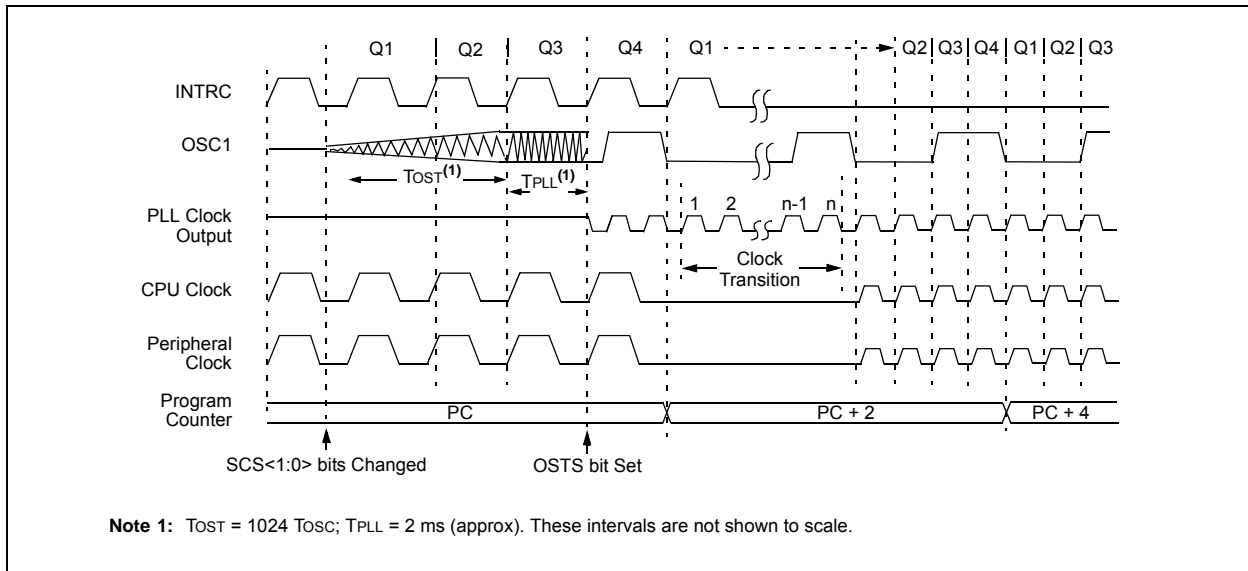 Q1 Q2 Q3 Q4 Q1 Q2 Q3 Q4 Q1 Q2 Q3
INTRC
OSC1
TOST(1) TPLL(1)
PLL Clock
Output
1 2 n-1 n
Clock
Transition
CPU Clock
Peripheral
Clock
Program
Counter
PC PC + 2 PC + 4
SCS<1:0> bits Changed OSTS bit Set
Note 1: TOST = 1024 TOSC; TPLL = 2 ms (approx). These intervals are not shown to scale.